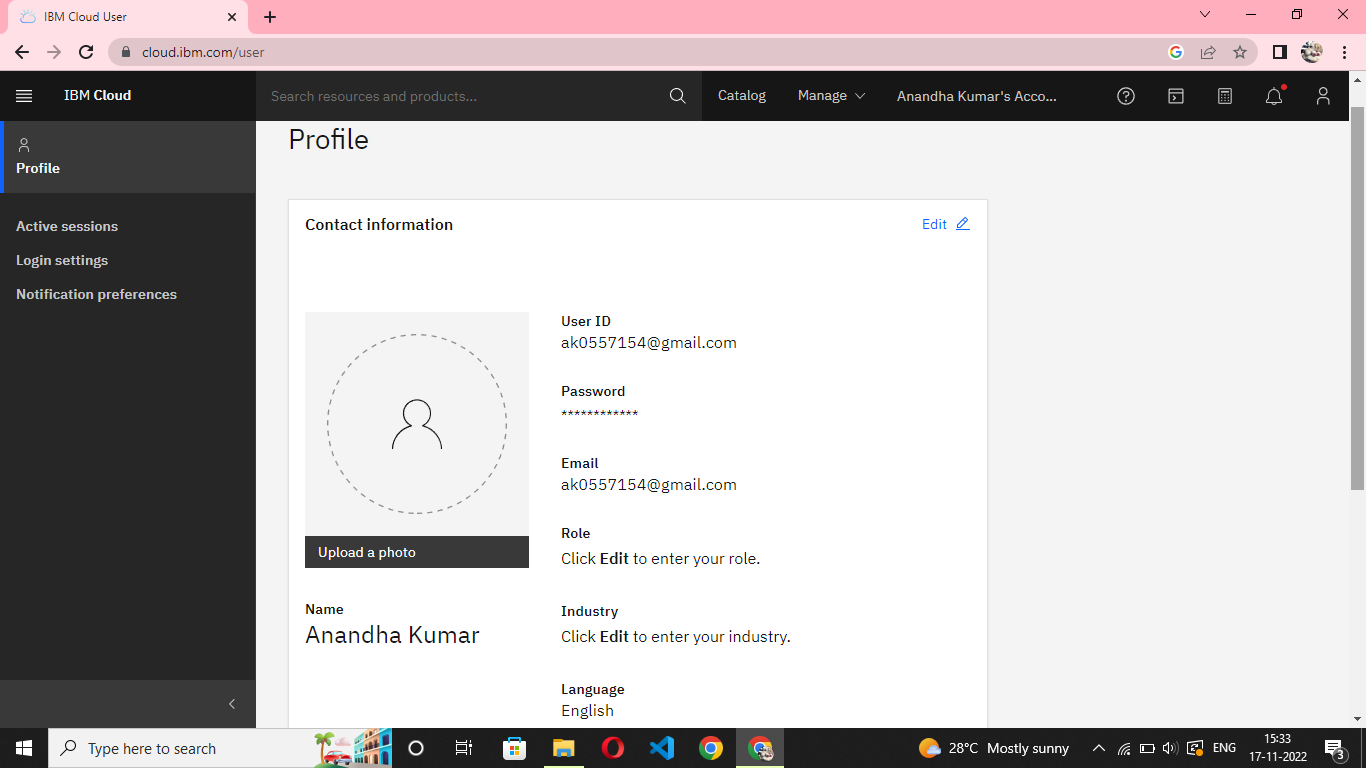 IBM Cloud User
cloud.ibm.com/user
IBM Cloud
Search resources and products...
Catalog
Manage
Anandha Kumar's Acco...
Profile
Active sessions
Login settings
Notification preferences
Profile
Contact information
Edit
Upload a photo
Name
Anandha Kumar
User ID
ak0557154@gmail.com
Password
************
Email
ak0557154@gmail.com
Role
Click Edit to enter your role.
Industry
Click Edit to enter your industry.
Language
English
Type here to search
28°C Mostly sunny
ENG
15:33
17-11-2022
3